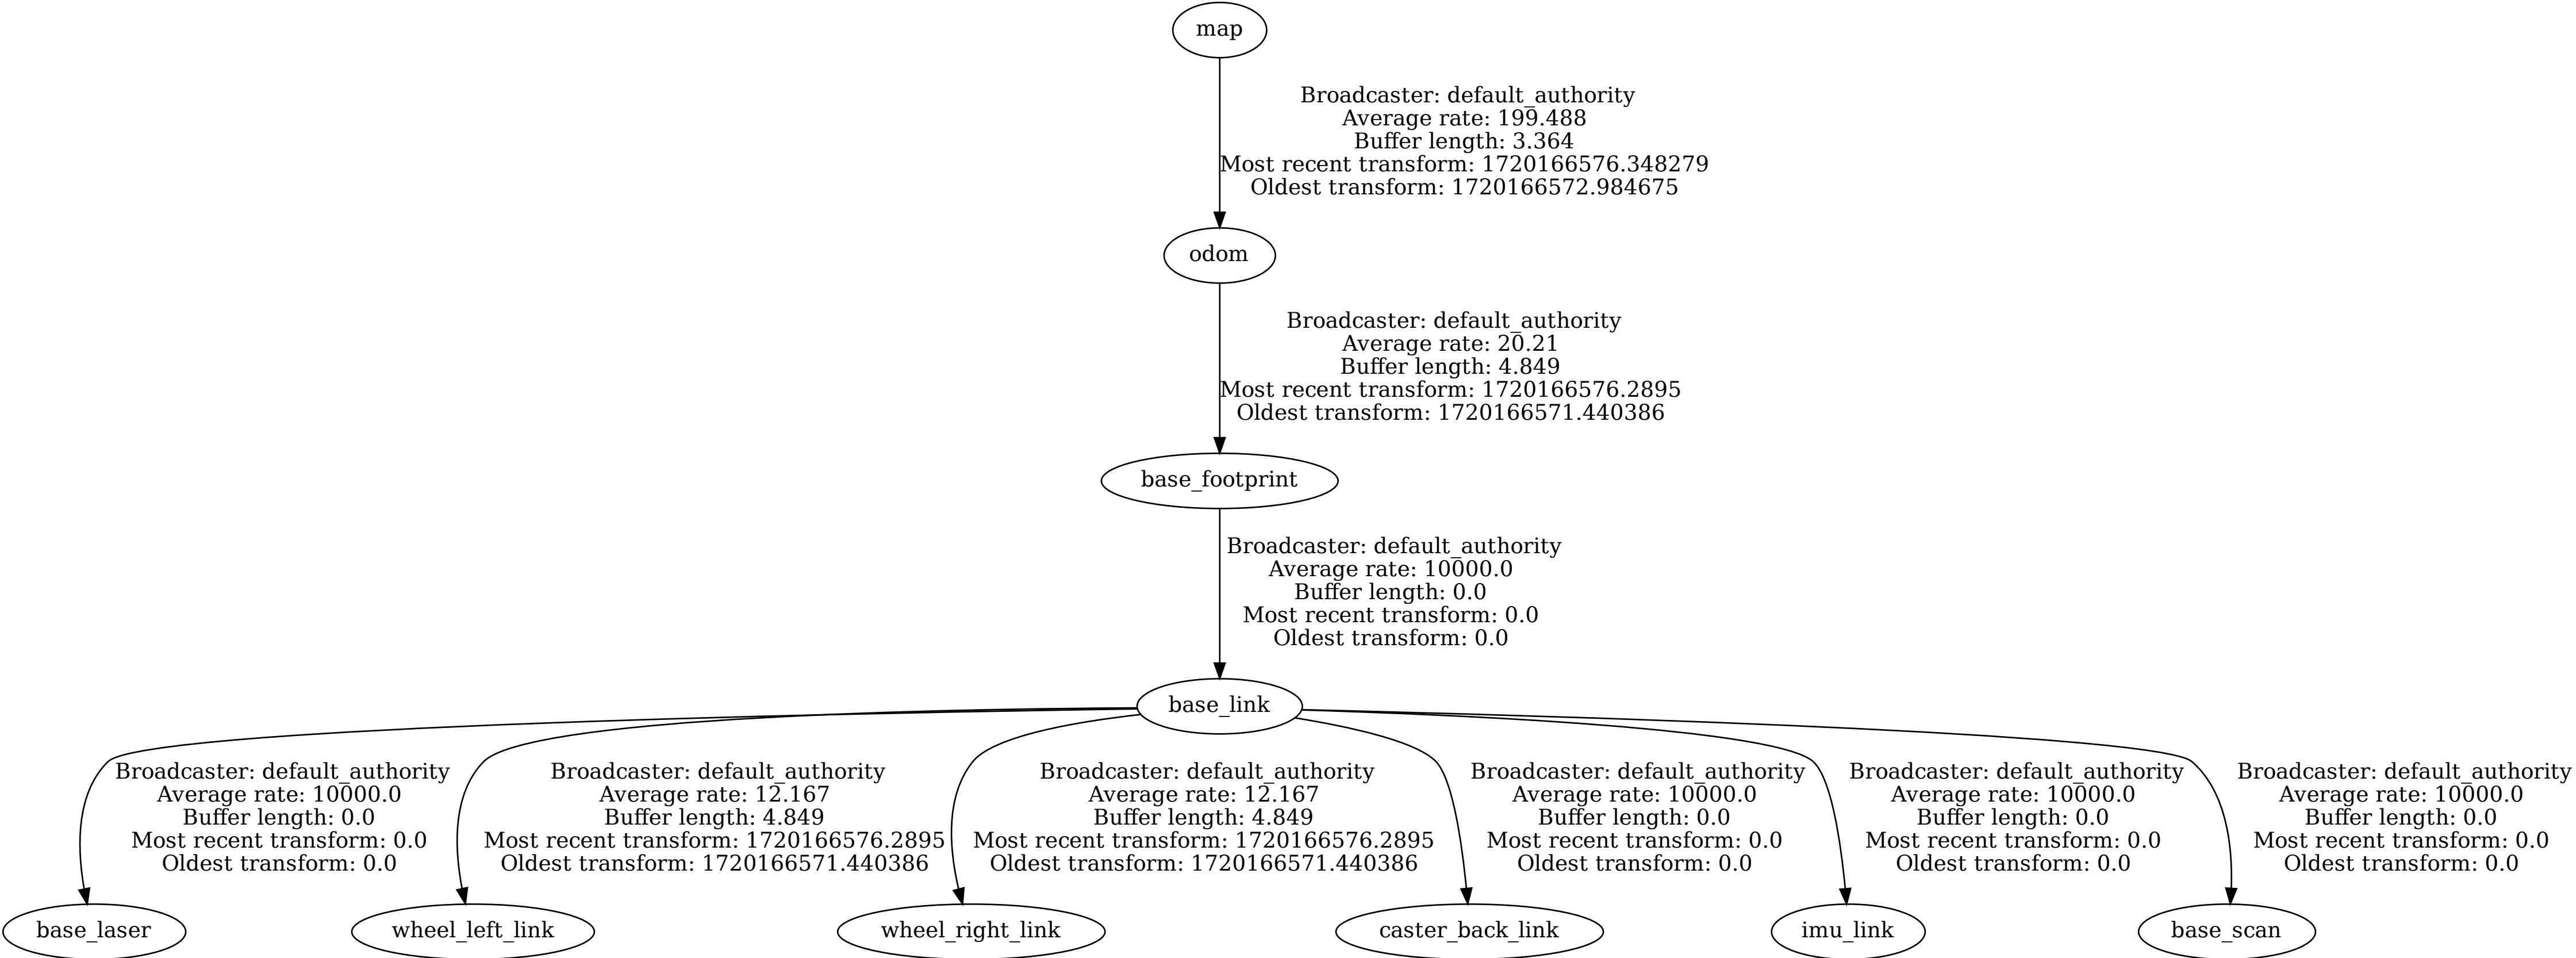 map
Broadcaster: default_authority
Average rate: 199.488
Buffer length: 3.364
Most recent transform: 1720166576.348279
Oldest transform: 1720166572.984675
odom
Broadcaster: default_authority
Average rate: 20.21
Buffer length: 4.849
Most recent transform: 1720166576.2895
Oldest transform: 1720166571.440386
base_footprint
Broadcaster: default_authority
Average rate: 10000.0
Buffer length: 0.0
Most recent transform: 0.0
Oldest transform: 0.0
base_link
Broadcaster: default_authority
Average rate: 10000.0
Buffer length: 0.0
Most recent transform: 0.0
Oldest transform: 0.0
Broadcaster: default_authority
Average rate: 12.167
Buffer length: 4.849
Most recent transform: 1720166576.2895
Oldest transform: 1720166571.440386
Broadcaster: default_authority
Average rate: 12.167
Buffer length: 4.849
Most recent transform: 1720166576.2895
Oldest transform: 1720166571.440386
Broadcaster: default_authority
Average rate: 10000.0
Buffer length: 0.0
Most recent transform: 0.0
Oldest transform: 0.0
Broadcaster: default_authority
Average rate: 10000.0
Buffer length: 0.0
Most recent transform: 0.0
Oldest transform: 0.0
Broadcaster: default_authority
Average rate: 10000.0
Buffer length: 0.0
Most recent transform: 0.0
Oldest transform: 0.0
base_laser
wheel_left_link
wheel_right_link
caster_back_link
imu_link
base_scan